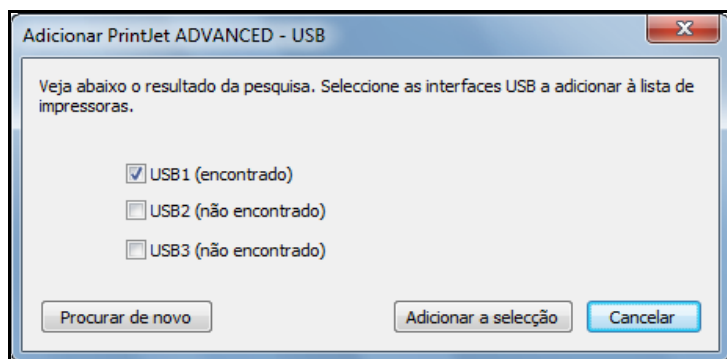 Adicionar PrintJet ADVANCED - USB
Veja abaixo o resultado da pesquisa. Seleccione as interfaces USB a adicionar à lista de
impressoras.
USB1 (encontrado)
USB2 (não encontrado)
USB3 (não encontrado)
Procurar de novo
Adicionar a selecção
Cancelar